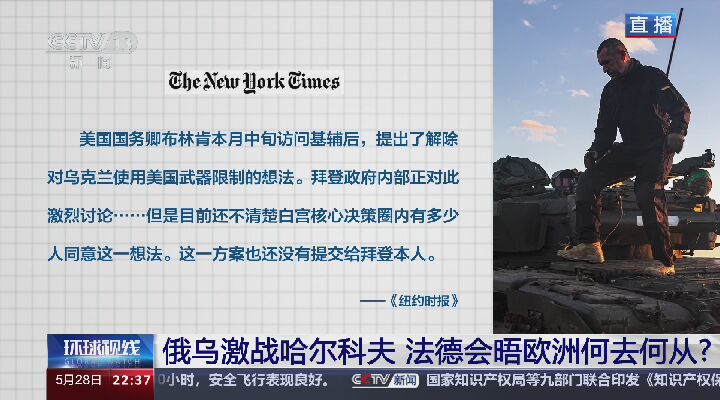 CCTV 13
新闻
直播
The New York Times
美国国务卿布林肯本月中旬访问基辅后，提出了解除
对乌克兰使用美国武器限制的想法。拜登政府内部正对此
激烈讨论……但是目前还不清楚白宫核心决策圈内有多少
人同意这一想法。这一方案也还没有提交给拜登本人。
——《纽约时报》
环球视线
俄乌激战哈尔科夫 法德会晤欧洲何去何从?
5月28日 22:37 0小时，安全飞行表现良好。 CCTV 新闻 国家知识产权局等九部门联合印发《知识产权保